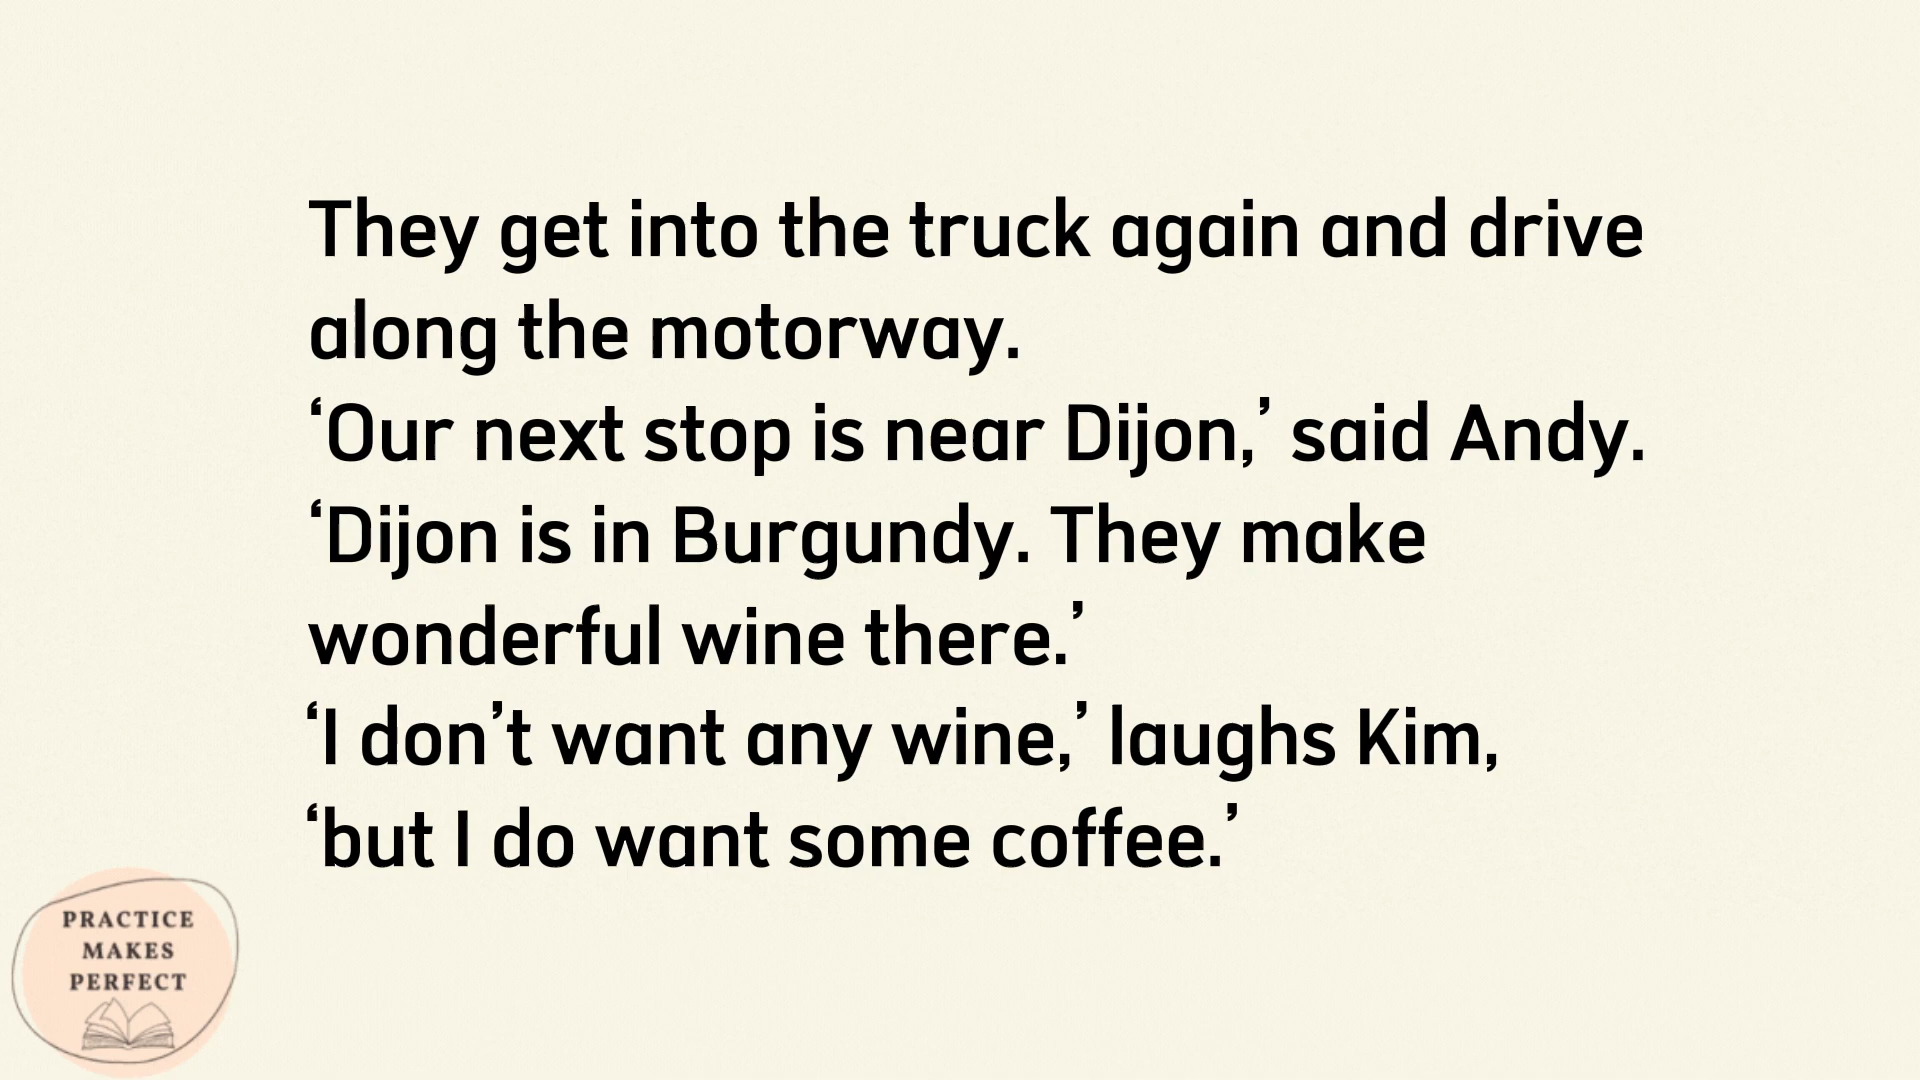 They get into the truck again and drive
along the motorway.
‘Our next stop is near Dijon,’ said Andy.
‘Dijon is in Burgundy. They make
wonderful wine there.’
‘I don’t want any wine,’ laughs Kim,
‘but I do want some coffee.’
PRACTICE
MAKES
PERFECT